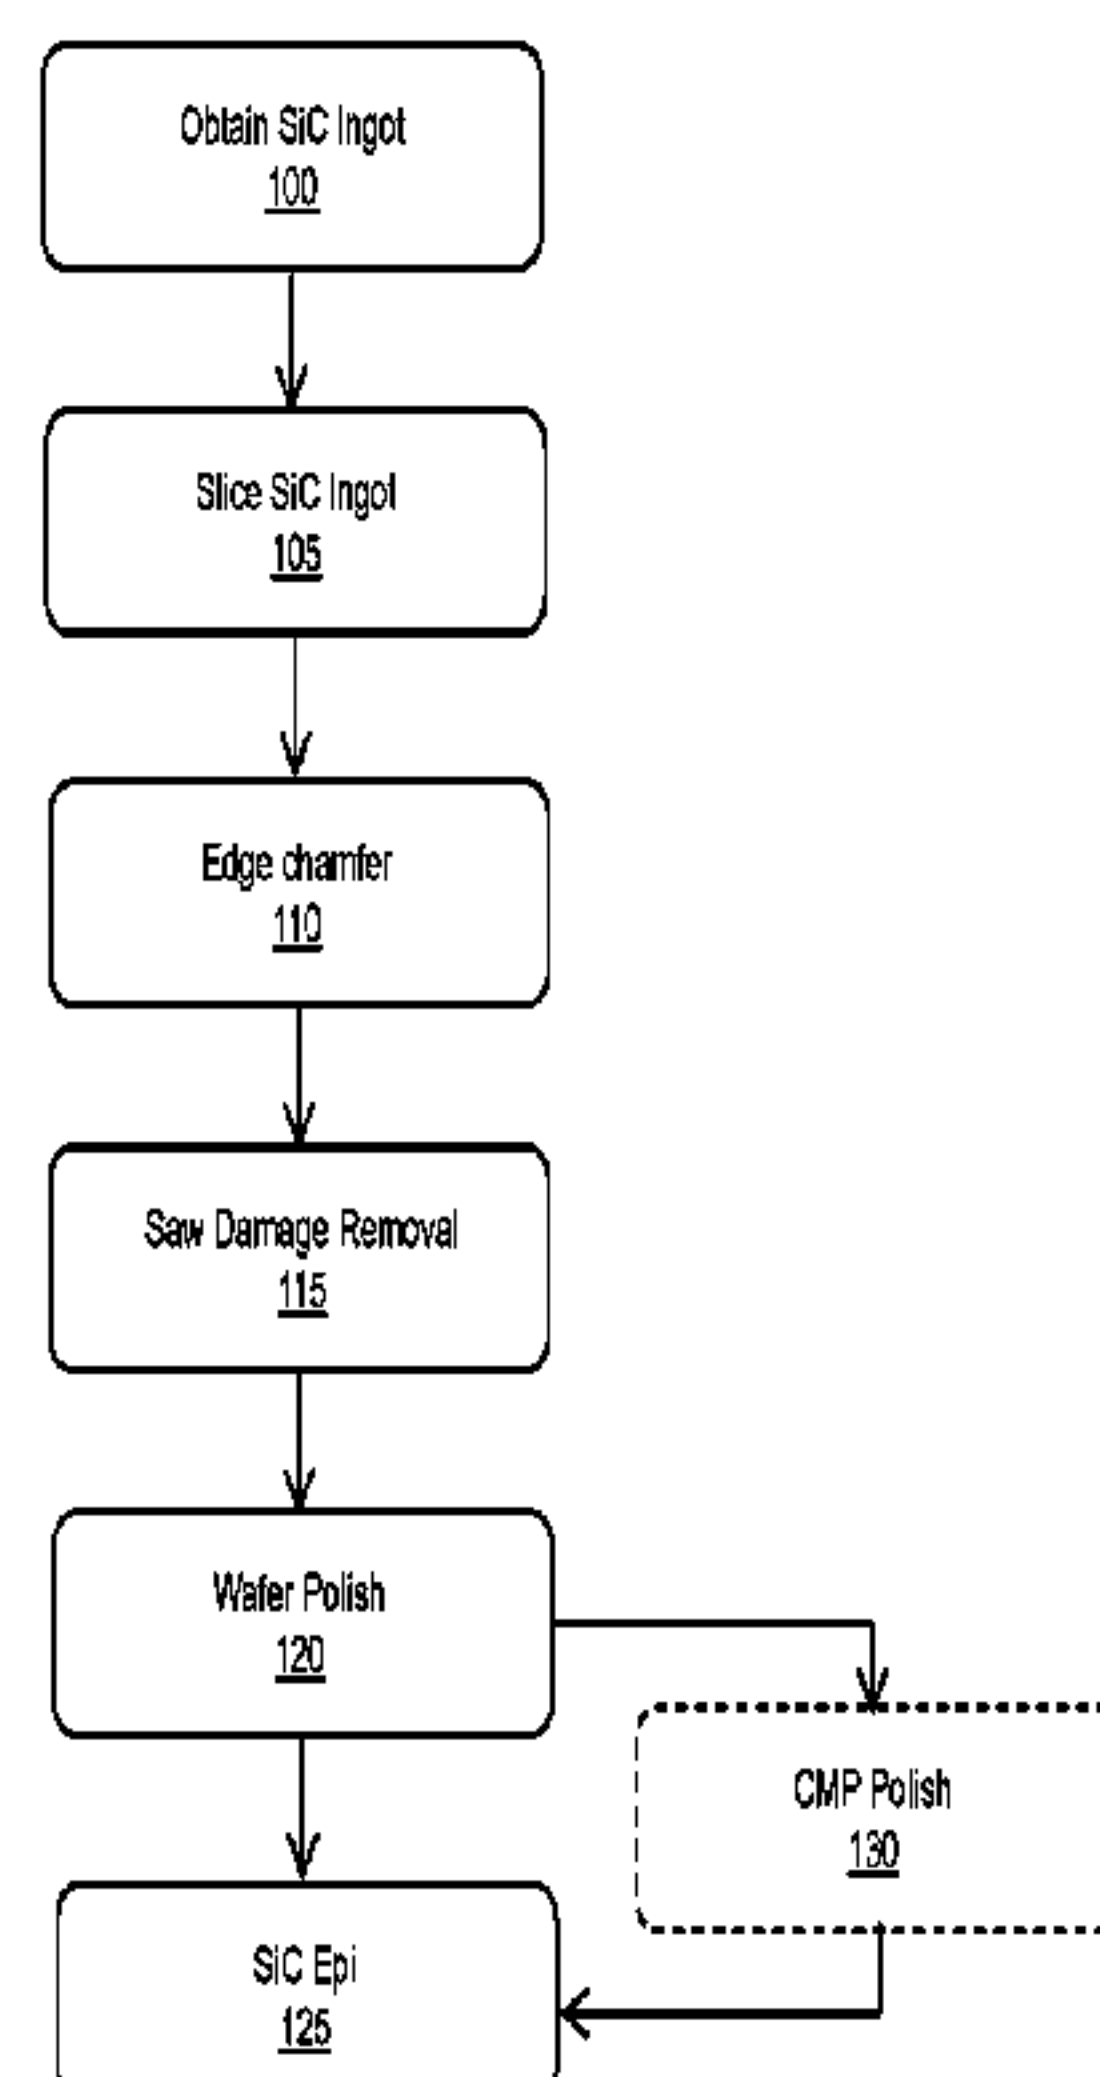 Obtain SiC Ingot
100
Slice SiC Ingot
105
Edge chamfer
110
Saw Damage Removal
115
Wafer Polish
120
CMP Polish
130
SiC Epi
125